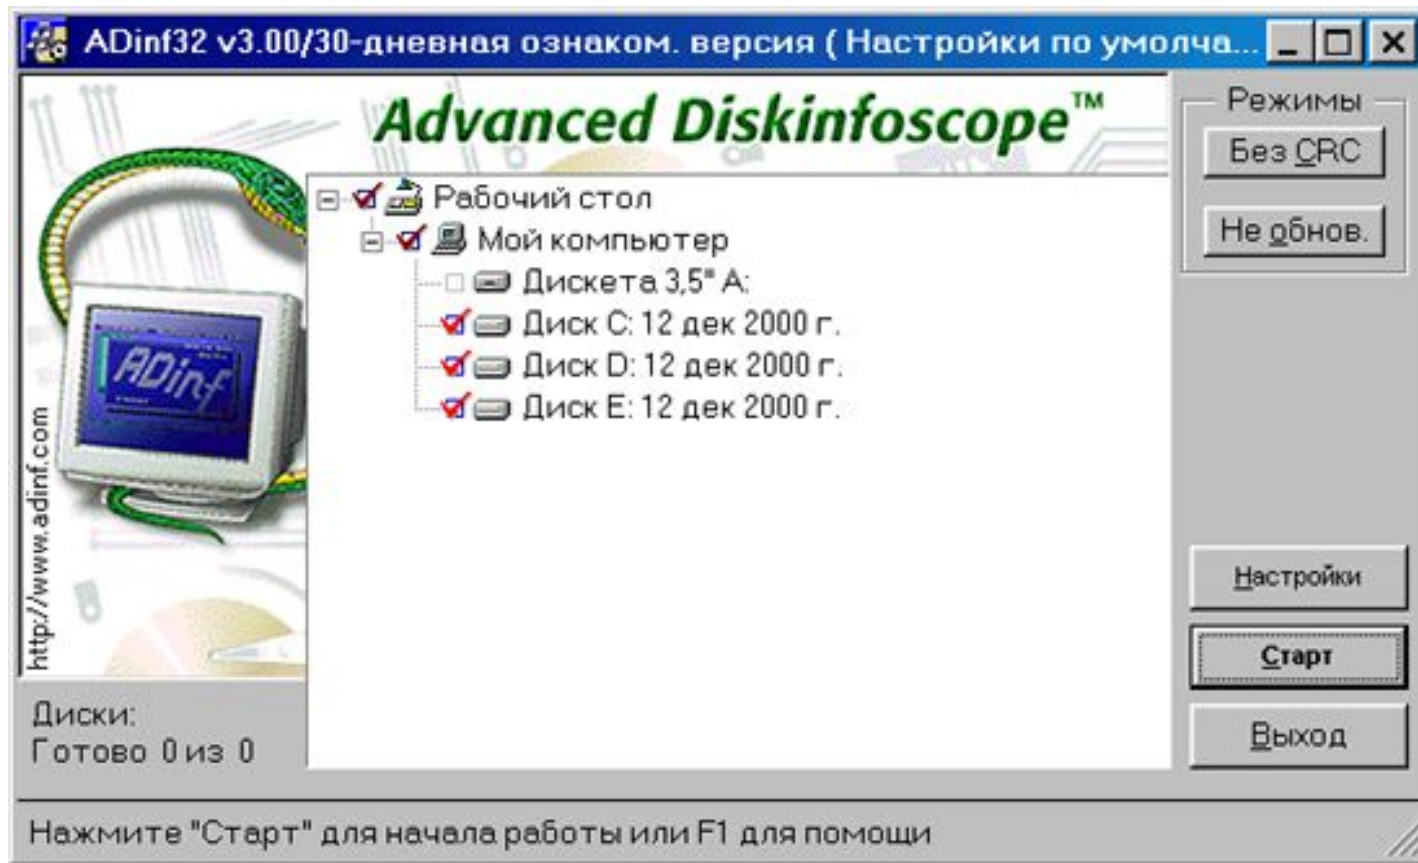 ADinf32 v3.00/30-дневная ознаком. версия ( Настройки по умолча...
Advanced Diskinfoscope™
Режимы
Без CRC
Не обнов.
Рабочий стол
Мой компьютер
Дискета 3,5" A:
Диск C: 12 дек 2000 г.
Диск D: 12 дек 2000 г.
Диск E: 12 дек 2000 г.
ADinf
http://www.adinf.com
Настройки
Старт
Выход
Диски:
Готово 0 из 0
Нажмите "Старт" для начала работы или F1 для помощи